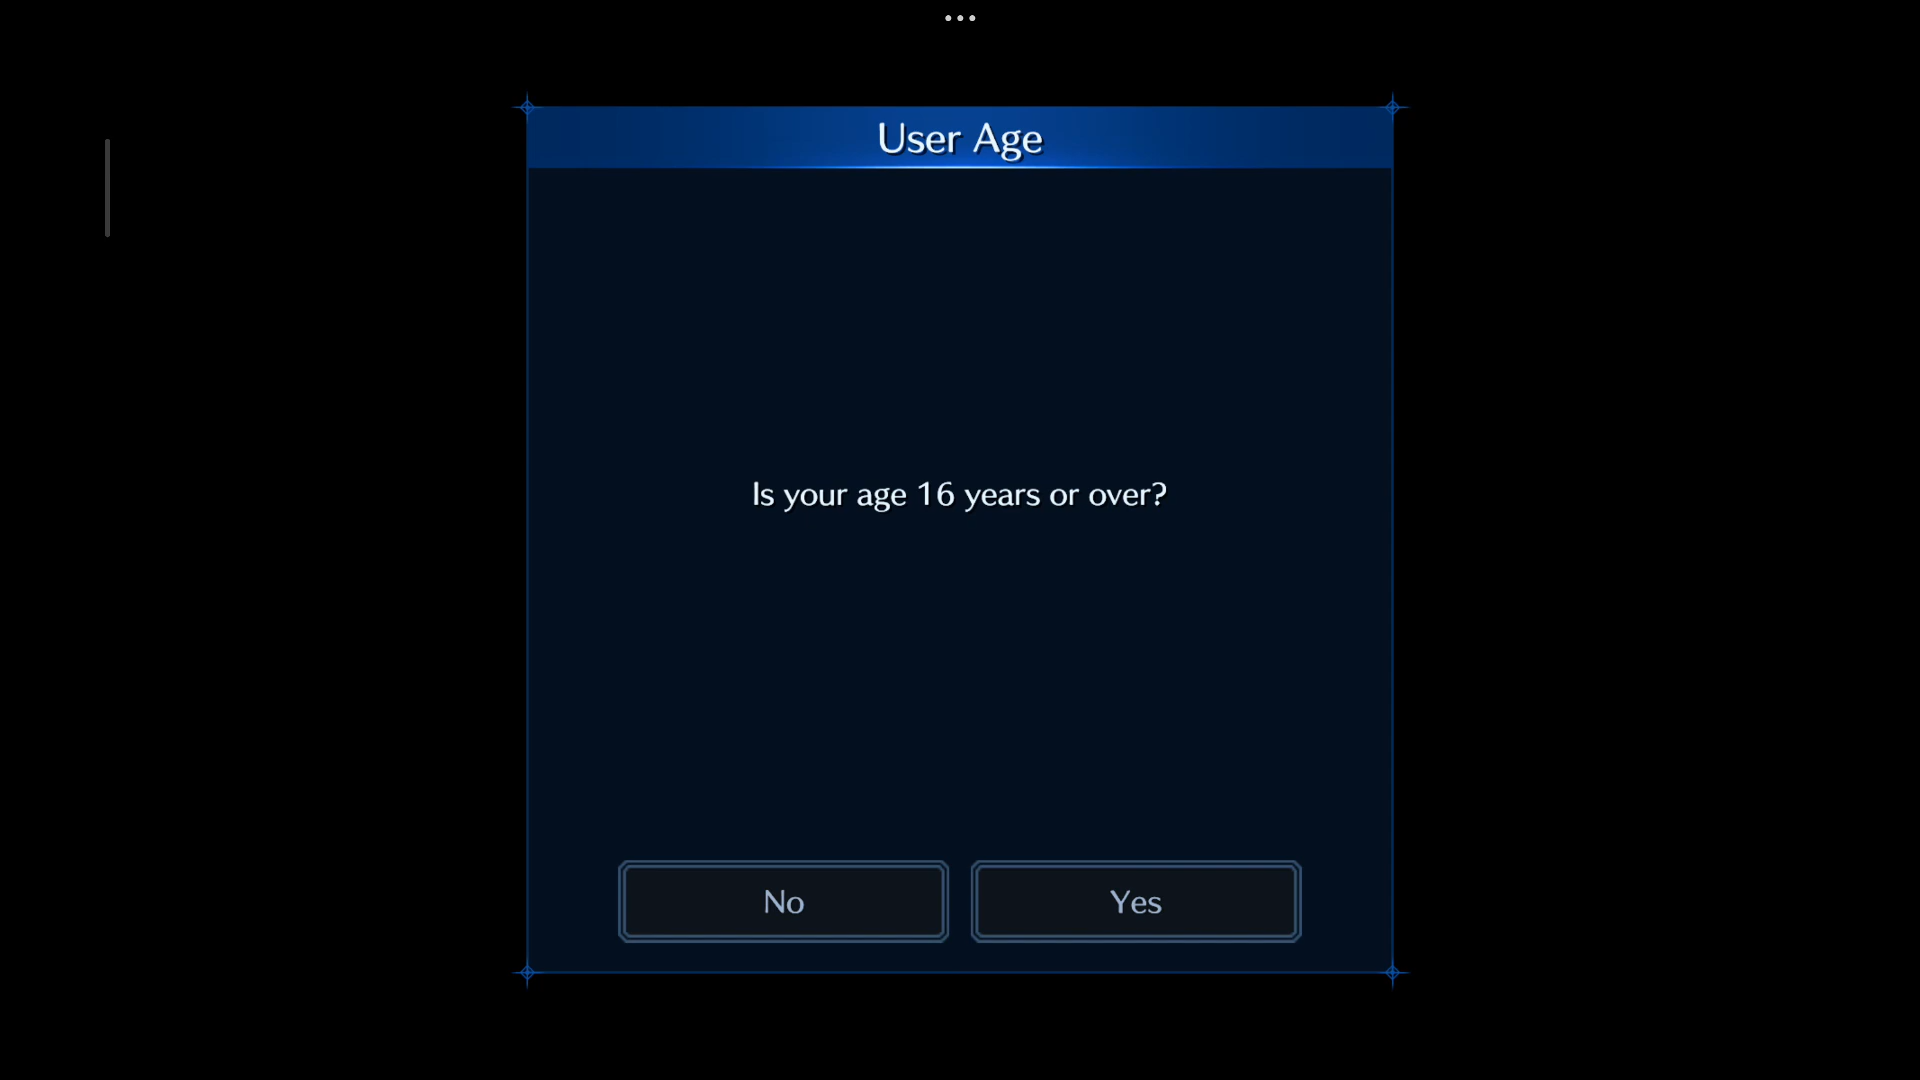 User Age
Is your age 16 years or over?
No
Yes